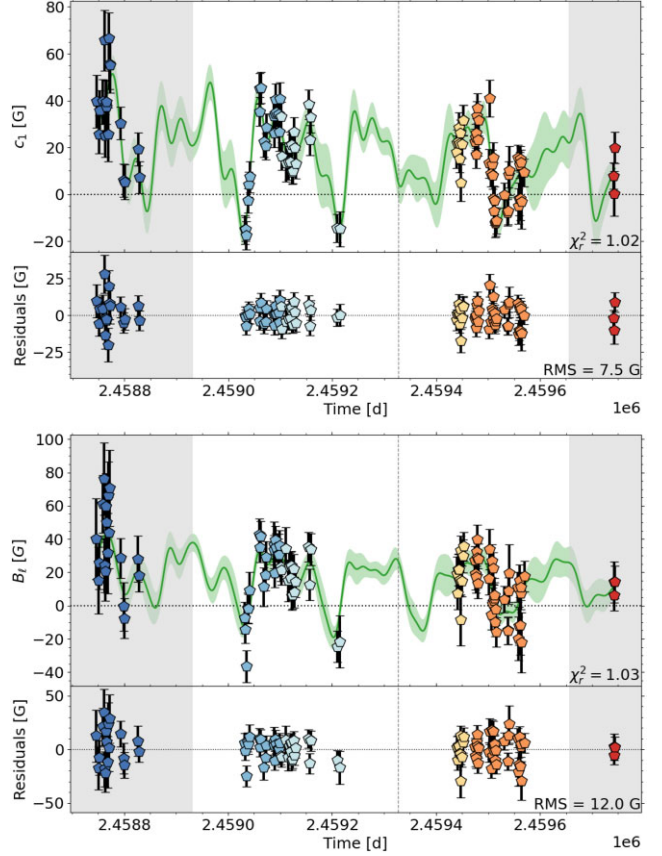 80
60
40
20
0
−20
c₁ [G]
χᵣ² = 1.02
25
0
−25
Residuals [G]
RMS = 7.5 G
2.4588 2.4590 2.4592 2.4594 2.4596
Time [d] 1e6
100
80
60
40
20
0
−20
−40
Bℓ [G]
χᵣ² = 1.03
50
0
−50
Residuals [G]
RMS = 12.0 G
2.4588 2.4590 2.4592 2.4594 2.4596
Time [d] 1e6